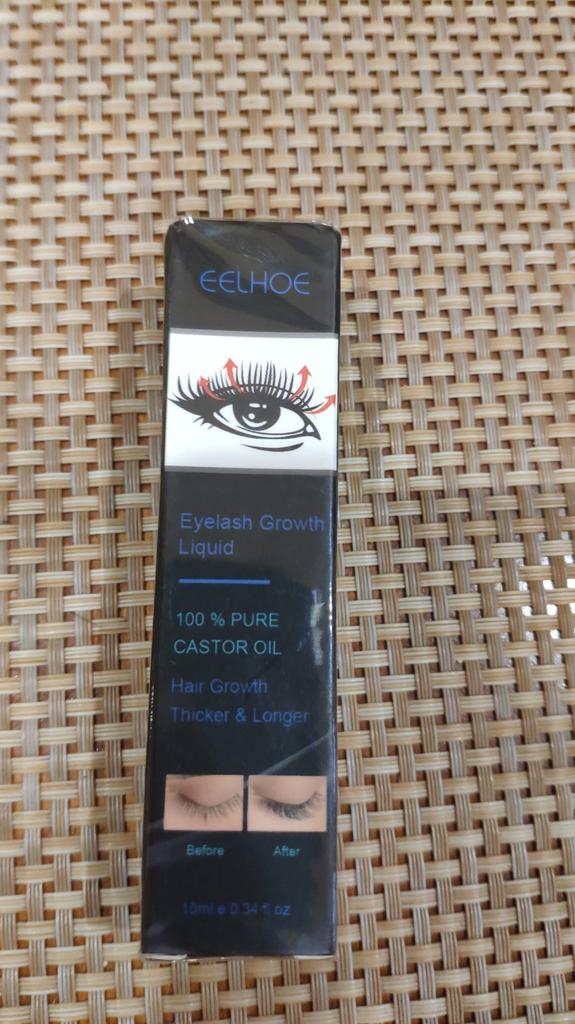 EELHOE
Eyelash Growth
Liquid
100 % PURE
CASTOR OIL
Hair Growth
Thicker & Longer
Before
After
10ml e 0.34 fl oz